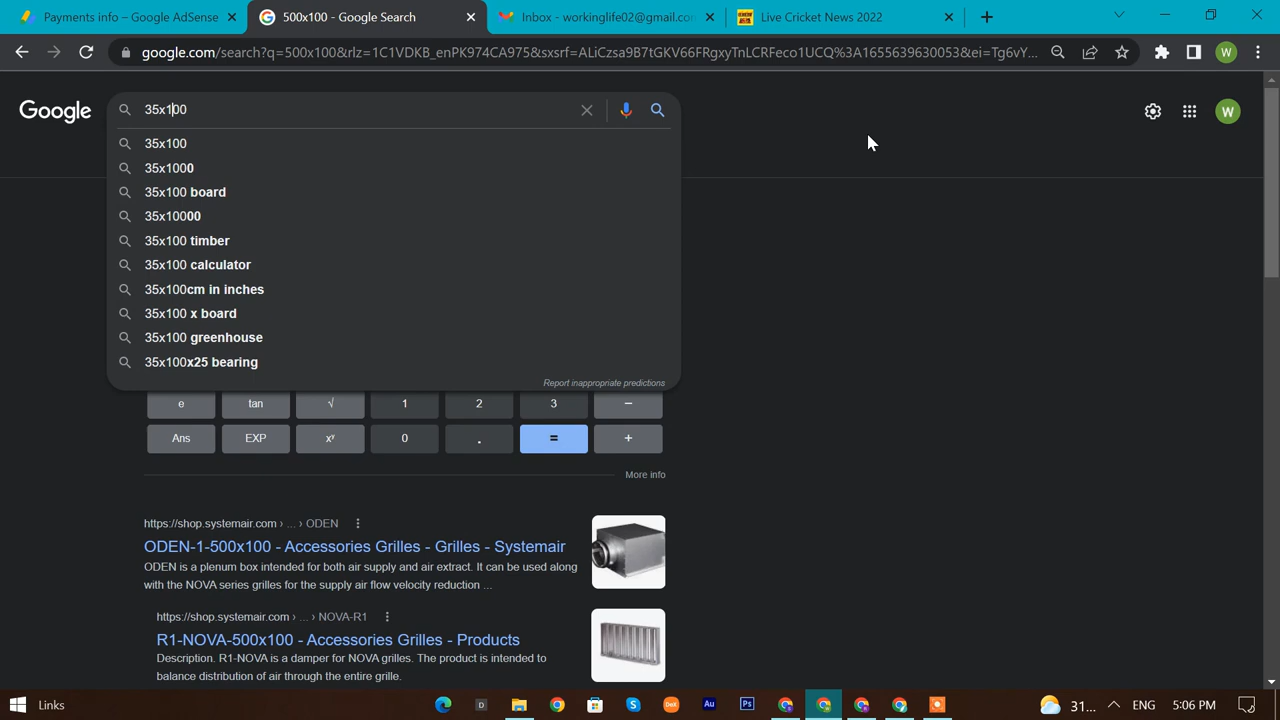 Payments info – Google AdSense
500x100 - Google Search
Inbox - workinglife02@gmail.con
Live Cricket News 2022
google.com/search?q=500x100&rlz=1C1VDKB_enPK974CA975&sxsrf=ALiCzsa9B7tGKV66FRgxyTnLCRFeco1UCQ%3A1655639630053&ei=Tg6vY...
W
Google
35x100
W
35x100
35x1000
35x100 board
35x10000
35x100 timber
35x100 calculator
35x100cm in inches
35x100 x board
35x100 greenhouse
35x100x25 bearing
Report inappropriate predictions
e tan √ 1 2 3 −
Ans EXP xʸ 0 . = +
More info
https://shop.systemair.com › ... › ODEN
ODEN-1-500x100 - Accessories Grilles - Grilles - Systemair
ODEN is a plenum box intended for both air supply and air extract. It can be used along
with the NOVA series grilles for the supply air flow velocity reduction ...
https://shop.systemair.com › ... › NOVA-R1
R1-NOVA-500x100 - Accessories Grilles - Products
Description. R1-NOVA is a damper for NOVA grilles. The product is intended to
balance distribution of air through the entire grille.
Links
D
S
DeX
Au
Ps
31...
ENG
5:06 PM